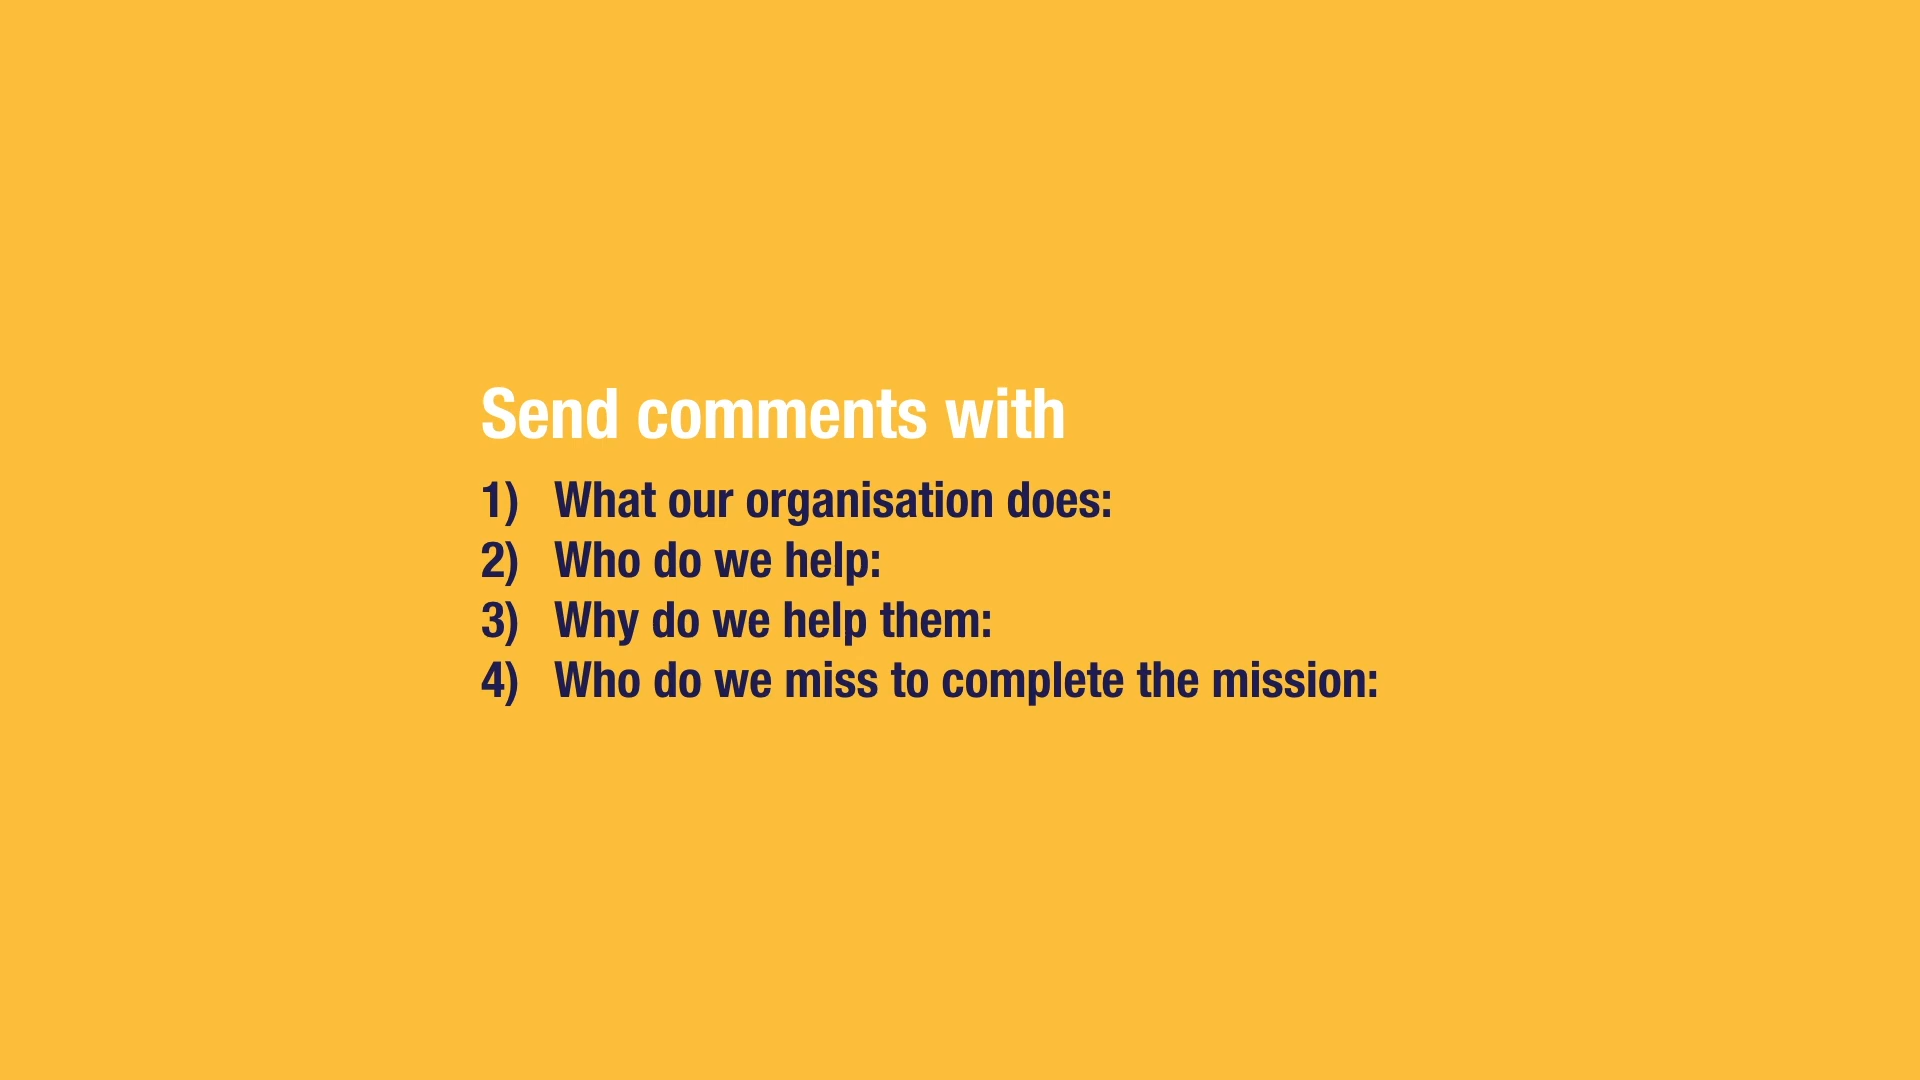 Send comments with
1) What our organisation does:
2) Who do we help:
3) Why do we help them:
4) Who do we miss to complete the mission: